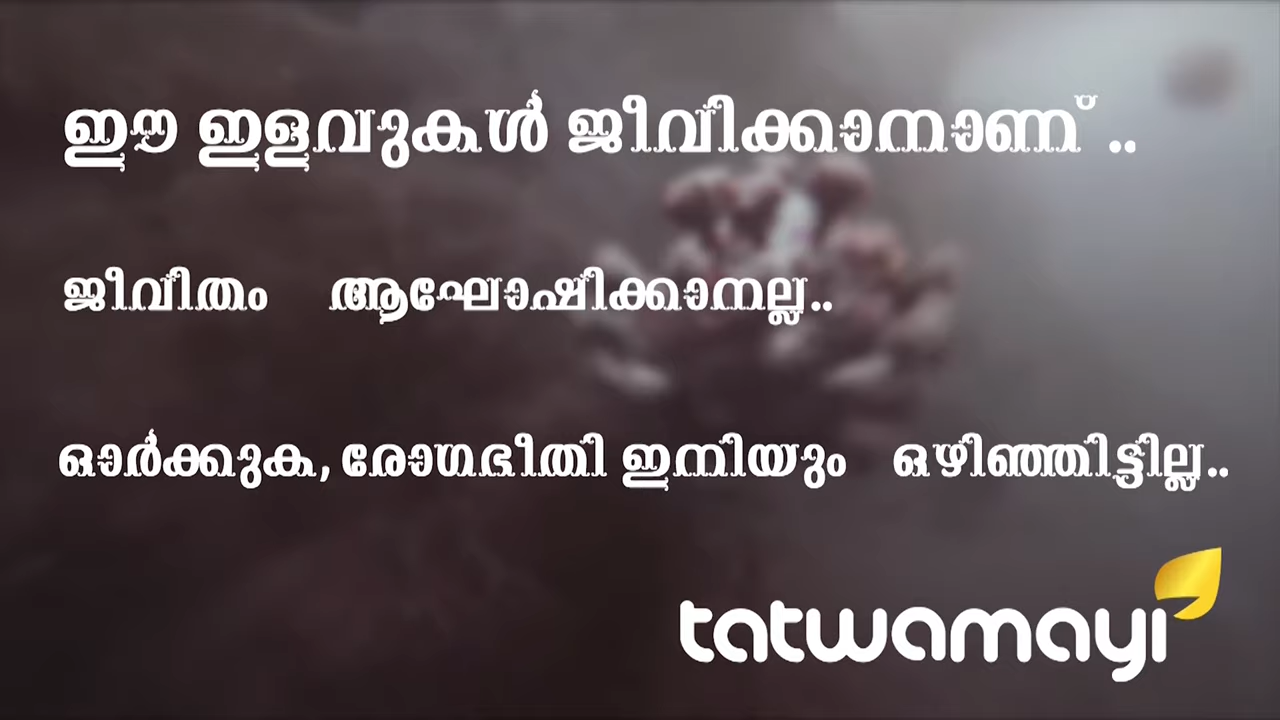 ഈ ഇളവുകൾ ജീവിക്കാനാണ് ..
ജീവിതം ആഘോഷിക്കാനല്ല..
ഓർക്കുക, രോഗഭീതി ഇനിയും ഒഴിഞ്ഞിട്ടില്ല..
tatwamayi